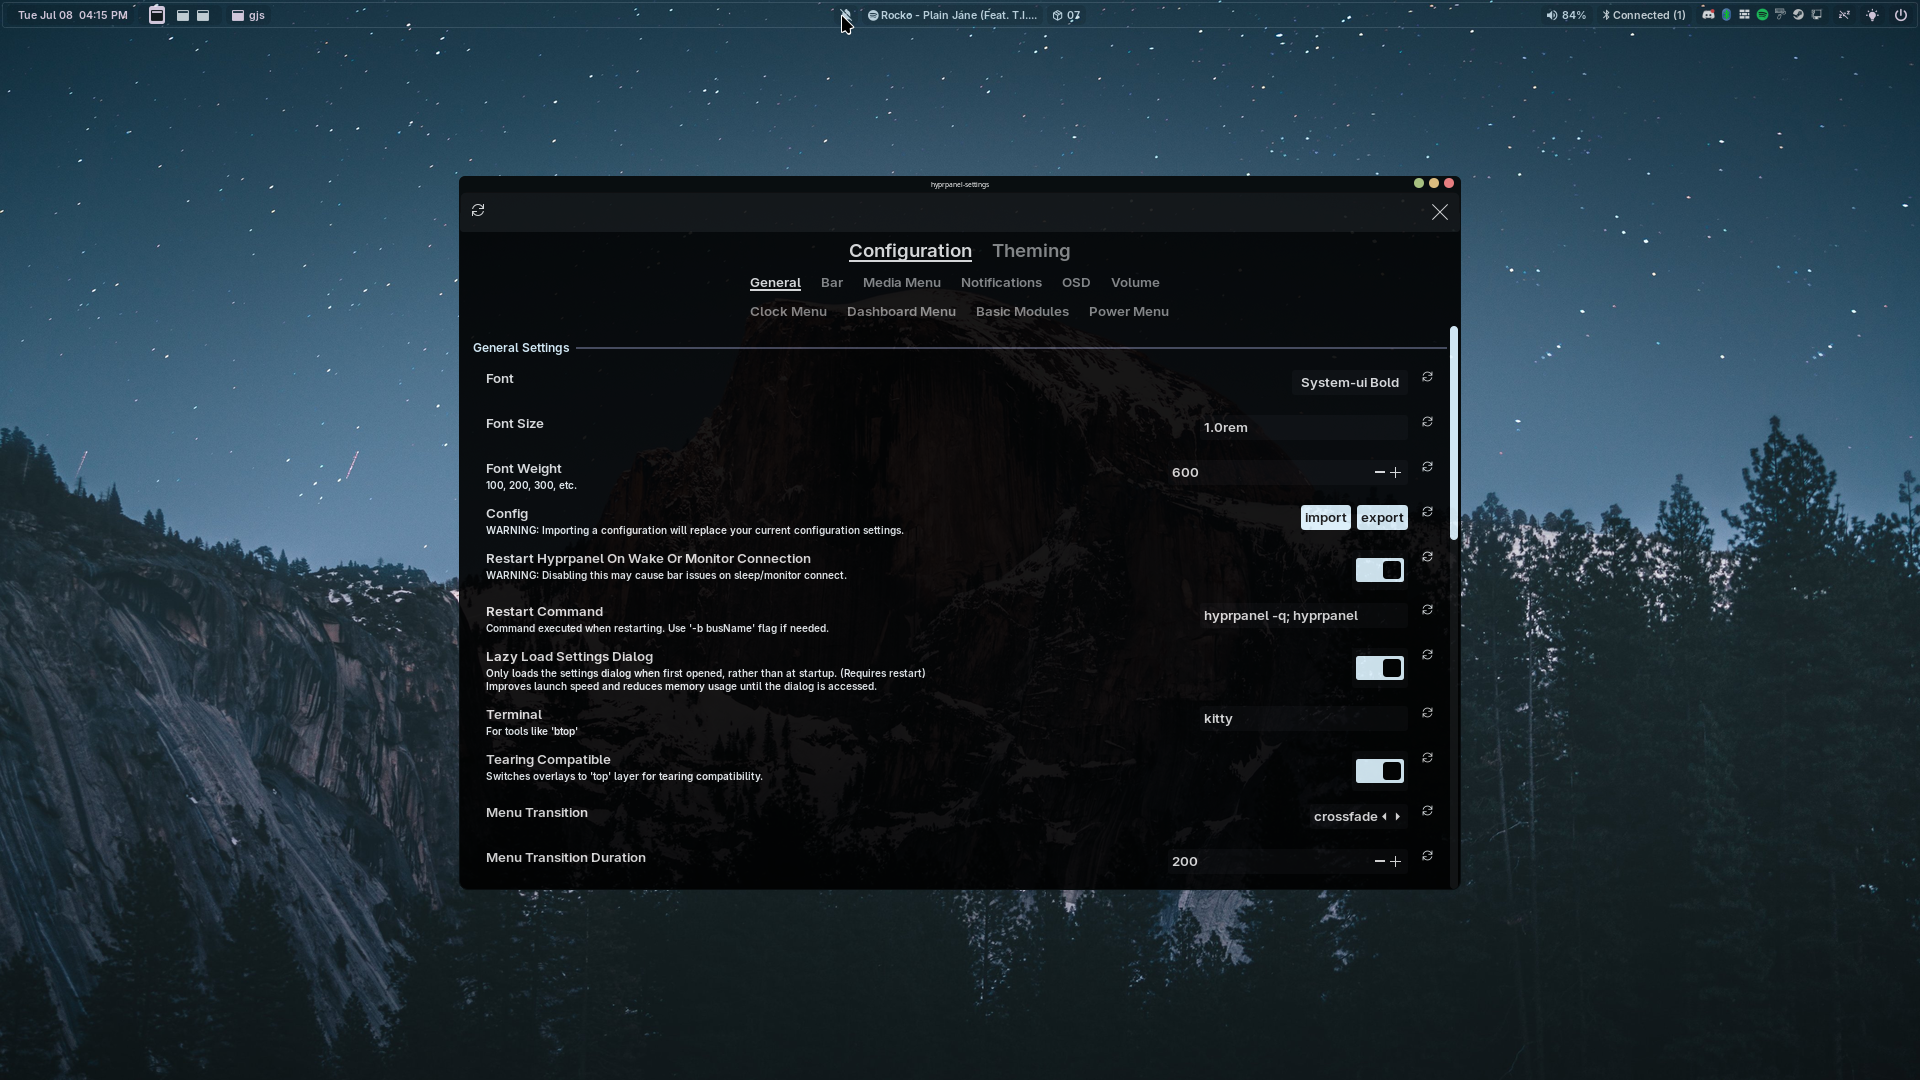 Tue Jul 08 04:15 PM
gjs
Rocko - Plain Jane (Feat. T.I....
07
84%
Connected (1)
hyprpanel-settings
Configuration Theming
General Bar Media Menu Notifications OSD Volume
Clock Menu Dashboard Menu Basic Modules Power Menu
General Settings
Font
System-ui Bold
Font Size
1.0rem
Font Weight
600
100, 200, 300, etc.
Config
import export
WARNING: Importing a configuration will replace your current configuration settings.
Restart Hyprpanel On Wake Or Monitor Connection
WARNING: Disabling this may cause bar issues on sleep/monitor connect.
Restart Command
hyprpanel -q; hyprpanel
Command executed when restarting. Use '-b busName' flag if needed.
Lazy Load Settings Dialog
Only loads the settings dialog when first opened, rather than at startup. (Requires restart)
Improves launch speed and reduces memory usage until the dialog is accessed.
Terminal
kitty
For tools like 'btop'
Tearing Compatible
Switches overlays to 'top' layer for tearing compatibility.
Menu Transition
crossfade
Menu Transition Duration
200